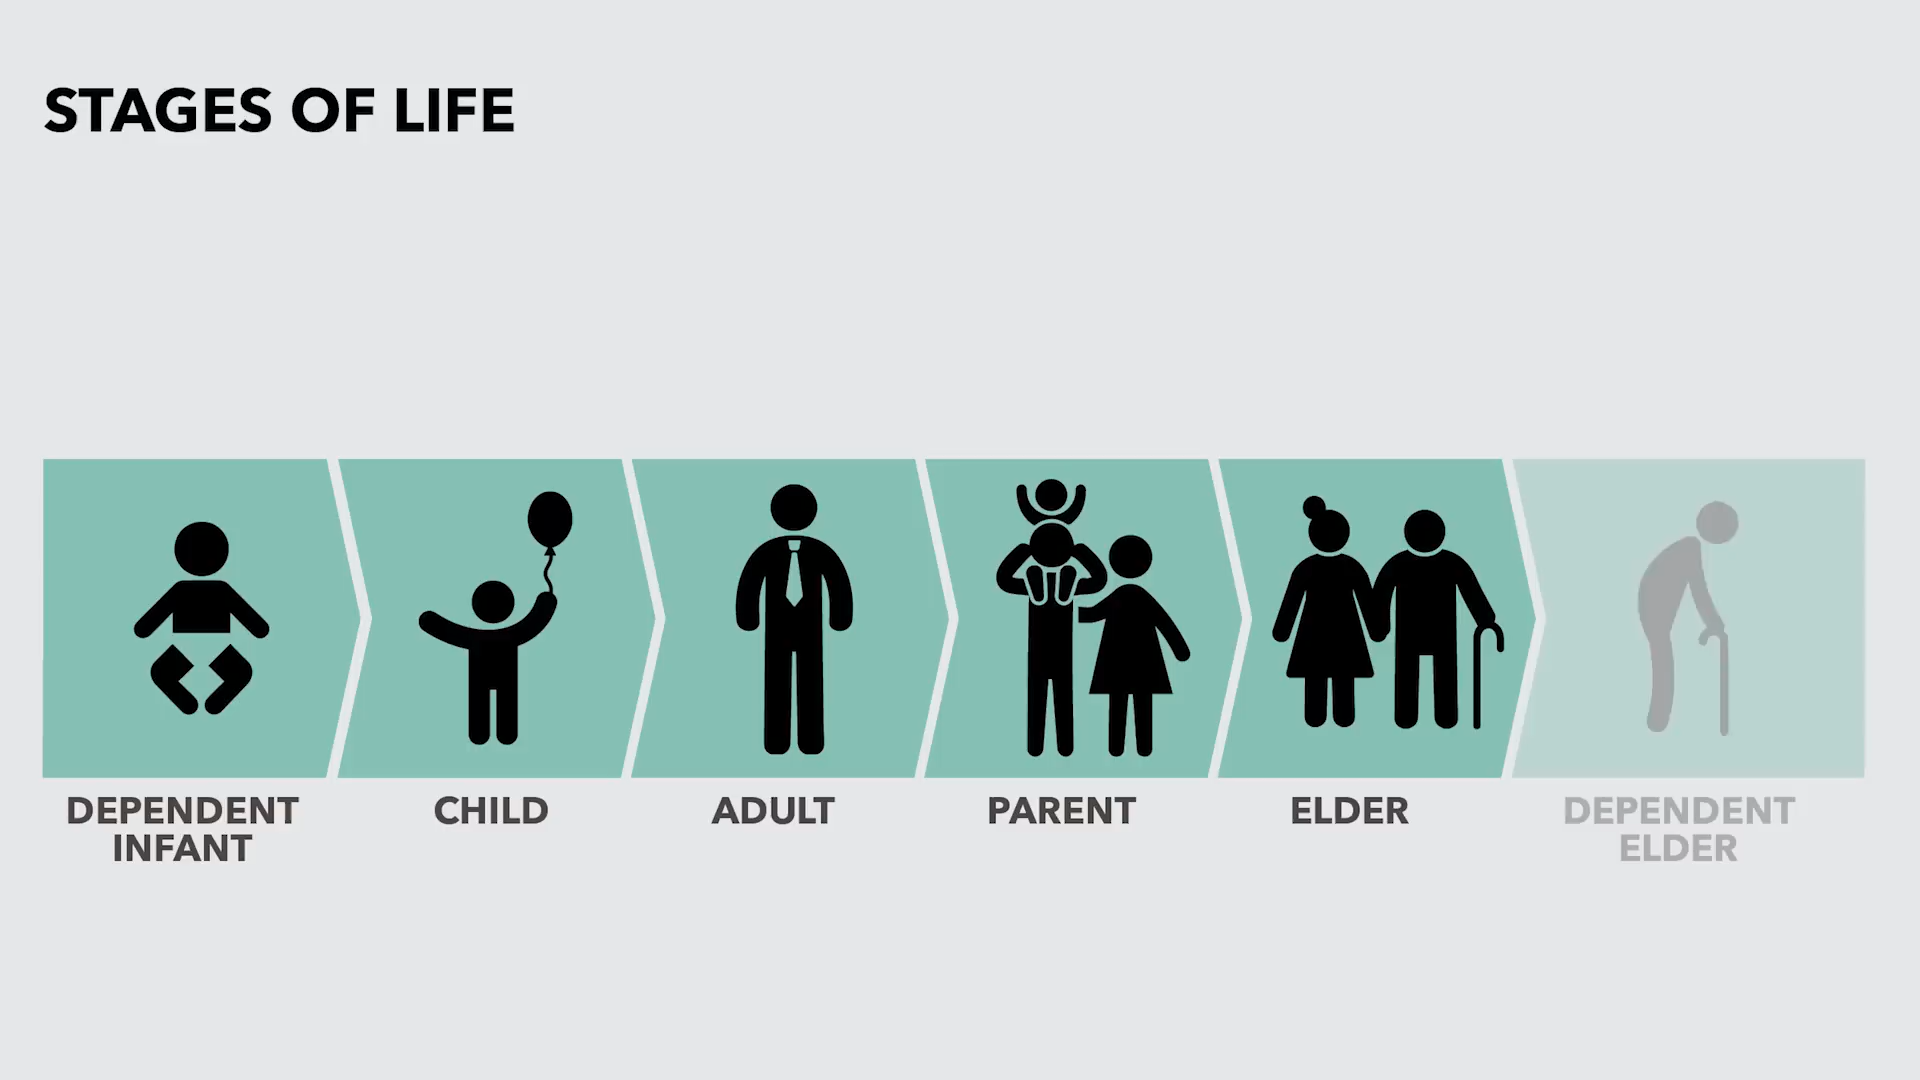 STAGES OF LIFE
DEPENDENT
INFANT
CHILD
ADULT
PARENT
ELDER
DEPENDENT
ELDER